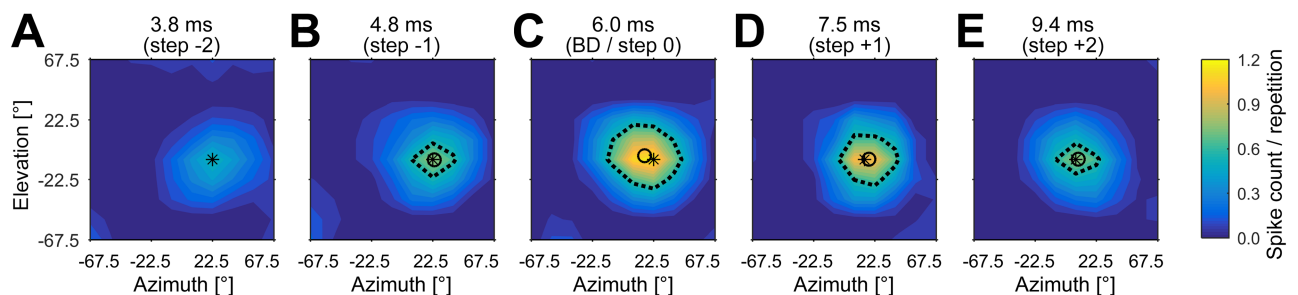 A
3.8 ms
(step -2)
B
4.8 ms
(step -1)
C
6.0 ms
(BD / step 0)
D
7.5 ms
(step +1)
E
9.4 ms
(step +2)
67.5
22.5
-22.5
-67.5
Elevation [°]
-67.5 -22.5 22.5 67.5
Azimuth [°]
-67.5 -22.5 22.5 67.5
Azimuth [°]
-67.5 -22.5 22.5 67.5
Azimuth [°]
-67.5 -22.5 22.5 67.5
Azimuth [°]
-67.5 -22.5 22.5 67.5
Azimuth [°]
1.2
0.9
0.6
0.3
0.0
Spike count / repetition